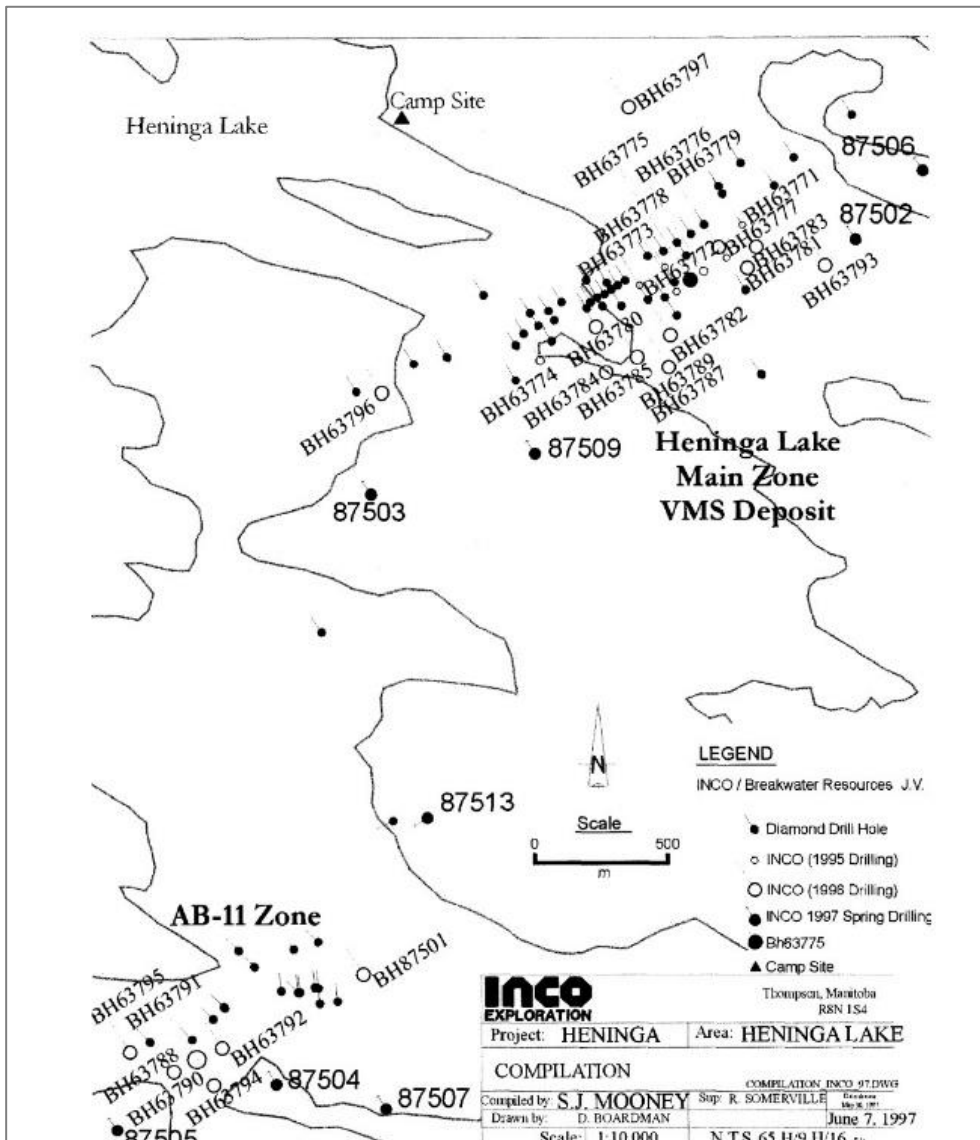 BH63797
Camp Site
Heninga Lake
BH63775
BH63776
BH63779
87506
BH63778
BH63771
BH63777
87502
BH63773
BH63772
BH63783
BH63781
BH63793
BH63780
BH63782
BH63774
BH63784
BH63785
BH63789
BH63787
BH63796
87509
Heninga Lake
Main Zone
VMS Deposit
87503
N
LEGEND
INCO / Breakwater Resources J.V.
87513
Scale
0 500
m
Diamond Drill Hole
INCO (1995 Drilling)
INCO (1996 Drilling)
INCO 1997 Spring Drilling
Bh63775
Camp Site
AB-11 Zone
BH87501
BH63795
BH63791
BH63792
BH63788
BH63790
BH63794
87504
87507
87505
INCO
EXPLORATION
Thompson, Manitoba
R8N 1S4
Project: HENINGA Area: HENINGA LAKE
COMPILATION
COMPILATION_INCO_97.DWG
Compiled by: S.J. MOONEY Sup: R. SOMERVILLE
Drawn by: D. BOARDMAN June 7, 1997
Scale: 1:10,000 N.T.S. 65 H/9 H/16